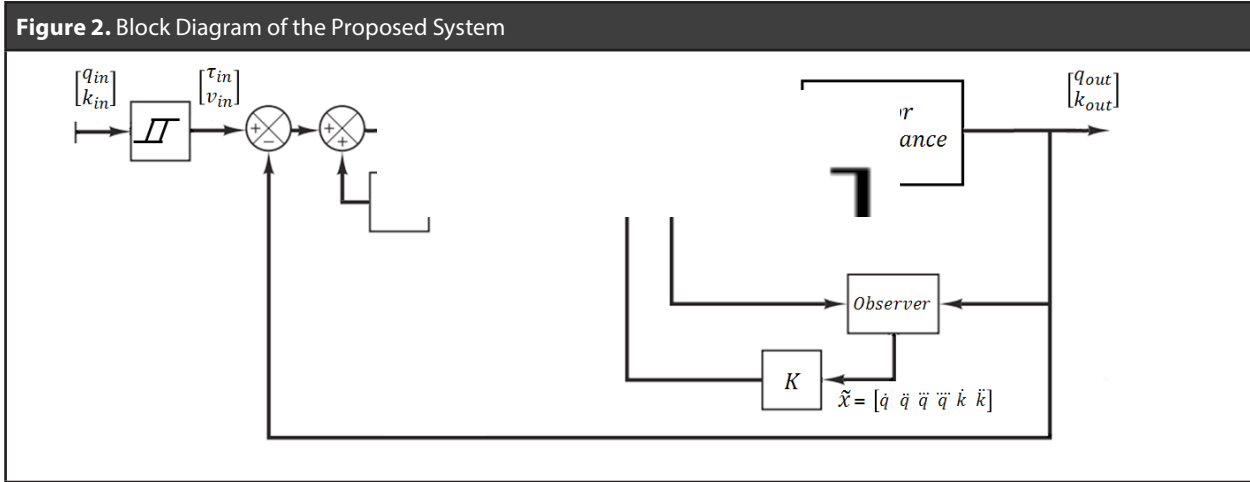 Figure 2. Block Diagram of the Proposed System
[q_in k_in]
[τ_in v_in]
[q_out k_out]
+
−
+
+
ance
Observer
K
x̃ = [q̇ q̈ q⃛ q⃜ k̇ k̈]